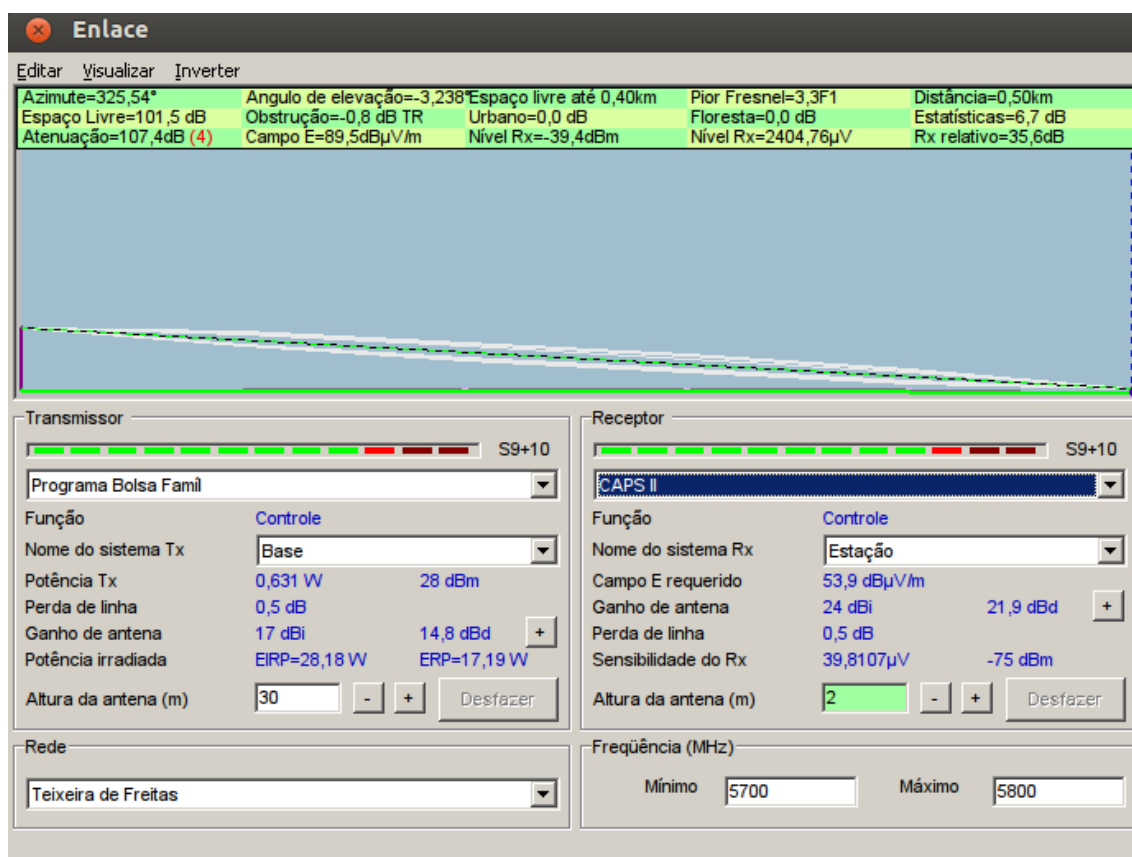 Enlace
Editar Visualizar Inverter
Azimute=325,54° Angulo de elevação=-3,238° Espaço livre até 0,40km Pior Fresnel=3,3F1 Distância=0,50km
Espaço Livre=101,5 dB Obstrução=-0,8 dB TR Urbano=0,0 dB Floresta=0,0 dB Estatísticas=6,7 dB
Atenuação=107,4dB (4) Campo E=89,5dBµV/m Nível Rx=-39,4dBm Nível Rx=2404,76µV Rx relativo=35,6dB
Transmissor
S9+10
Programa Bolsa Famíl
Função Controle
Nome do sistema Tx Base
Potência Tx 0,631 W 28 dBm
Perda de linha 0,5 dB
Ganho de antena 17 dBi 14,8 dBd +
Potência irradiada EIRP=28,18 W ERP=17,19 W
Altura da antena (m) 30 - + Desfazer
Rede
Teixeira de Freitas
Receptor
S9+10
CAPS II
Função Controle
Nome do sistema Rx Estação
Campo E requerido 53,9 dBµV/m
Ganho de antena 24 dBi 21,9 dBd +
Perda de linha 0,5 dB
Sensibilidade do Rx 39,8107µV -75 dBm
Altura da antena (m) 2 - + Desfazer
Freqüência (MHz)
Mínimo 5700 Máximo 5800